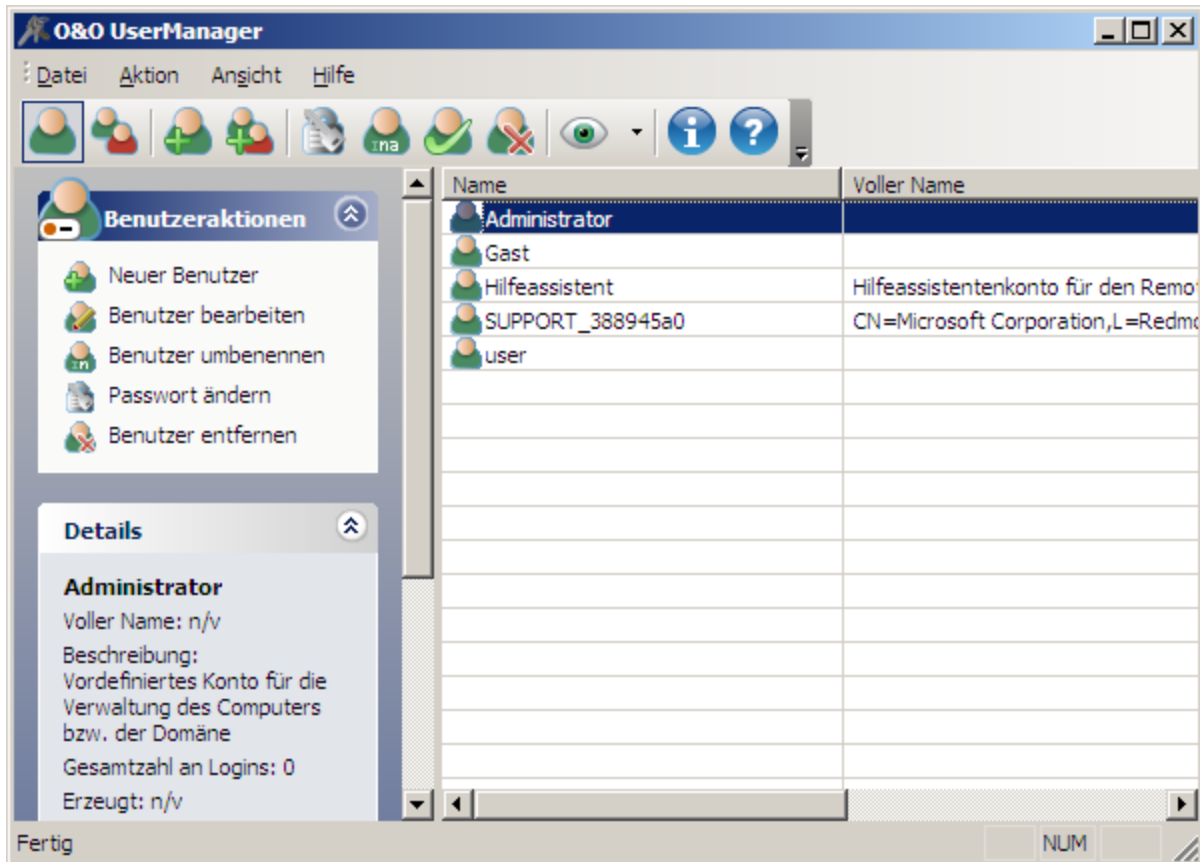 O&O UserManager
Datei Aktion Ansicht Hilfe
Ina
Benutzeraktionen
Neuer Benutzer
Benutzer bearbeiten
In
Benutzer umbenennen
Passwort ändern
Benutzer entfernen
Details
Administrator
Voller Name: n/v
Beschreibung:
Vordefiniertes Konto für die
Verwaltung des Computers
bzw. der Domäne
Gesamtzahl an Logins: 0
Erzeugt: n/v
Name Voller Name
Administrator
Gast
Hilfeassistent Hilfeassistentenkonto für den Remo
SUPPORT_388945a0 CN=Microsoft Corporation,L=Redm
user
Fertig NUM